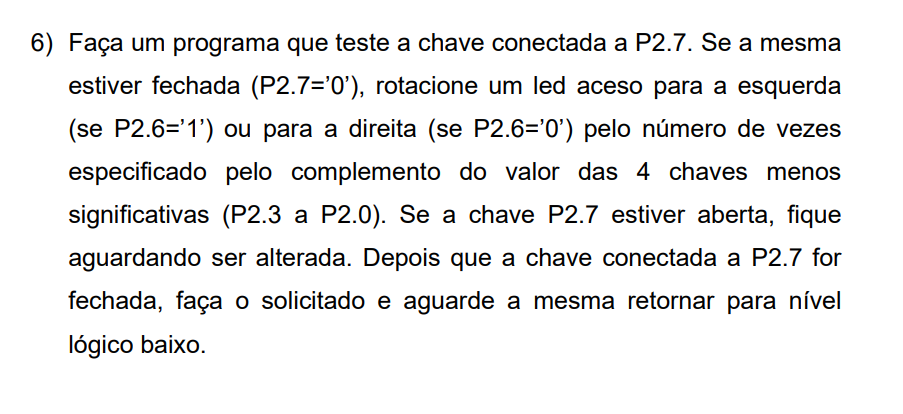 6) Faça um programa que teste a chave conectada a P2.7. Se a mesma
estiver fechada (P2.7=’0’), rotacione um led aceso para a esquerda
(se P2.6=’1’) ou para a direita (se P2.6=’0’) pelo número de vezes
especificado pelo complemento do valor das 4 chaves menos
significativas (P2.3 a P2.0). Se a chave P2.7 estiver aberta, fique
aguardando ser alterada. Depois que a chave conectada a P2.7 for
fechada, faça o solicitado e aguarde a mesma retornar para nível
lógico baixo.